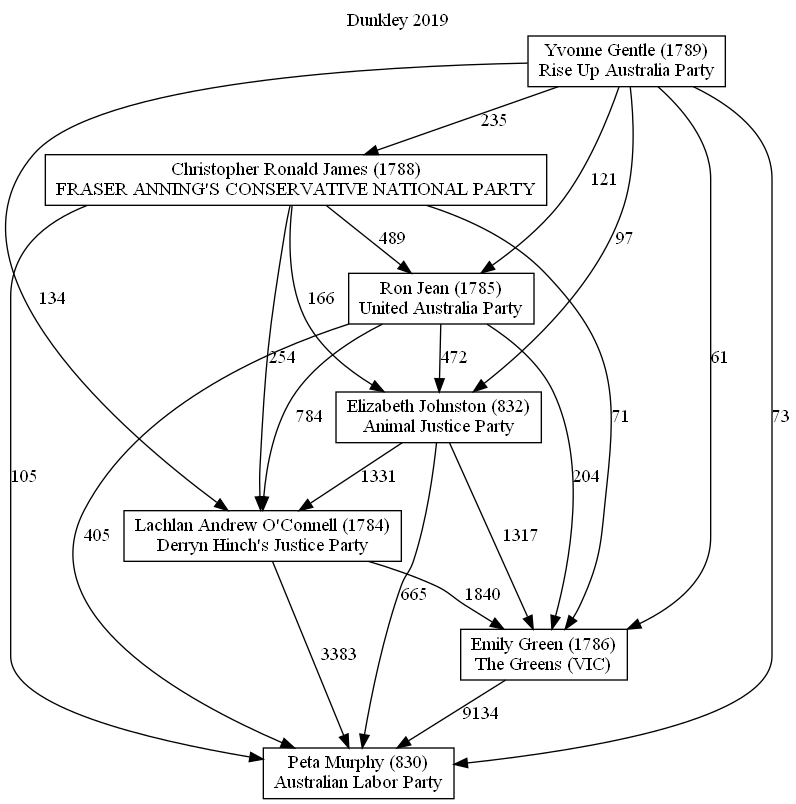 Dunkley 2019
Yvonne Gentle (1789)
Rise Up Australia Party
235
Christopher Ronald James (1788)
FRASER ANNING'S CONSERVATIVE NATIONAL PARTY
121
489
97
134
166
Ron Jean (1785)
United Australia Party
254
472
61
Elizabeth Johnston (832)
Animal Justice Party
784
71
73
105
1331
204
Lachlan Andrew O'Connell (1784)
Derryn Hinch's Justice Party
405
1317
665
1840
Emily Green (1786)
The Greens (VIC)
3383
9134
Peta Murphy (830)
Australian Labor Party